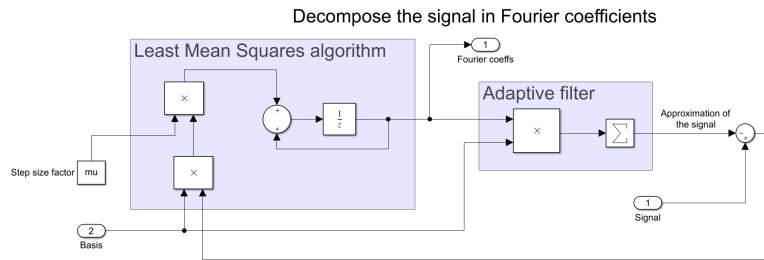 Decompose the signal in Fourier coefficients
Least Mean Squares algorithm
1
Fourier coeffs
Adaptive filter
×
+
+
1
z
×
∑
Approximation of
the signal
−
+
Step size factor
mu
×
1
Signal
2
Basis